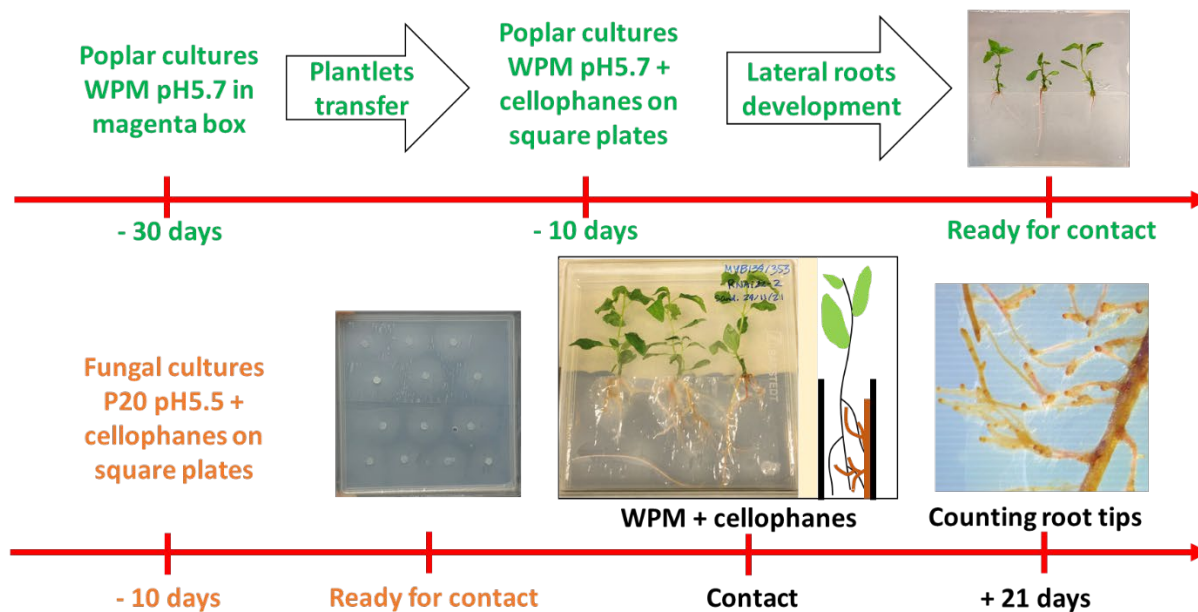 Poplar cultures
WPM pH5.7 in
magenta box
Plantlets
transfer
Poplar cultures
WPM pH5.7 +
cellophanes on
square plates
Lateral roots
development
- 30 days
- 10 days
Ready for contact
Fungal cultures
P20 pH5.5 +
cellophanes on
square plates
WPM + cellophanes
Counting root tips
- 10 days
Ready for contact
Contact
+ 21 days